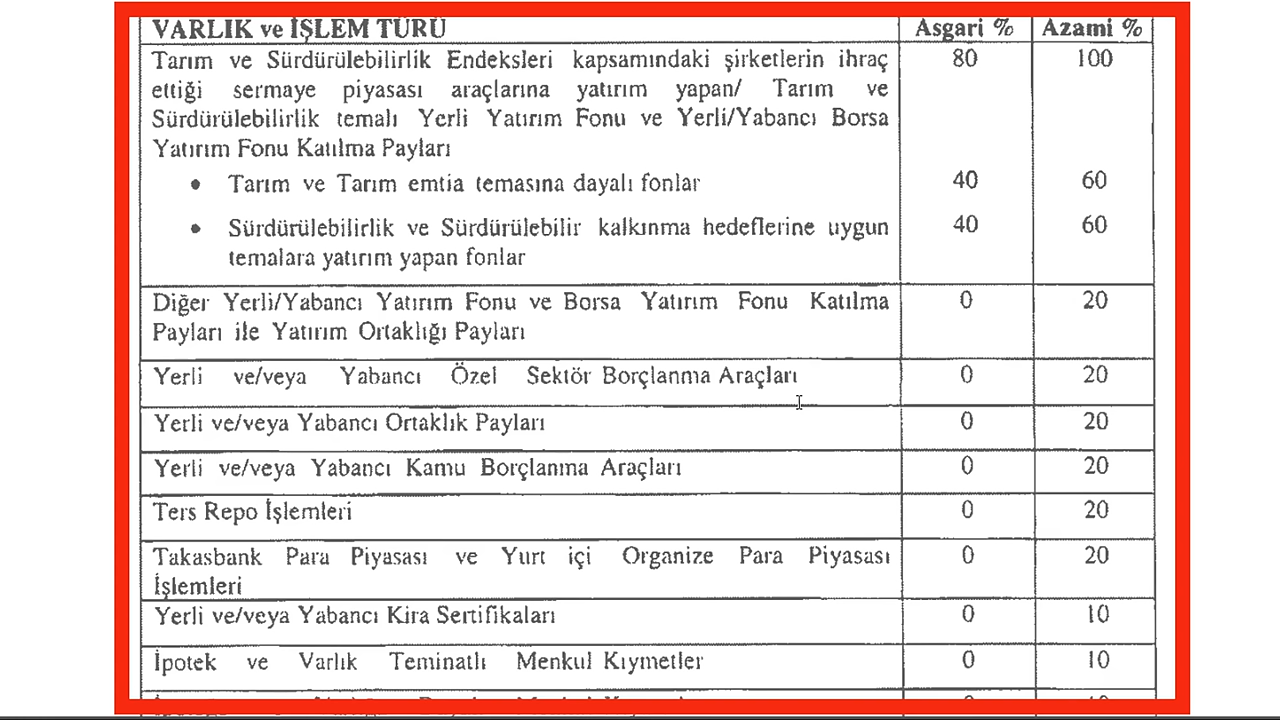 VARLIK ve İŞLEM TÜRÜ Asgari % Azami %
Tarım ve Sürdürülebilirlik Endeksleri kapsamındaki şirketlerin ihraç 80 100
ettiği sermaye piyasası araçlarına yatırım yapan/ Tarım ve
Sürdürülebilirlik temalı Yerli Yatırım Fonu ve Yerli/Yabancı Borsa
Yatırım Fonu Katılma Payları
• Tarım ve Tarım emtia temasına dayalı fonlar 40 60
• Sürdürülebilirlik ve Sürdürülebilir kalkınma hedeflerine uygun 40 60
temalara yatırım yapan fonlar
Diğer Yerli/Yabancı Yatırım Fonu ve Borsa Yatırım Fonu Katılma 0 20
Payları ile Yatırım Ortaklığı Payları
Yerli ve/veya Yabancı Özel Sektör Borçlanma Araçları 0 20
Yerli ve/veya Yabancı Ortaklık Payları 0 20
Yerli ve/veya Yabancı Kamu Borçlanma Araçları 0 20
Ters Repo İşlemleri 0 20
Takasbank Para Piyasası ve Yurt içi Organize Para Piyasası 0 20
İşlemleri
Yerli ve/veya Yabancı Kira Sertifikaları 0 10
İpotek ve Varlık Teminatlı Menkul Kıymetler 0 10